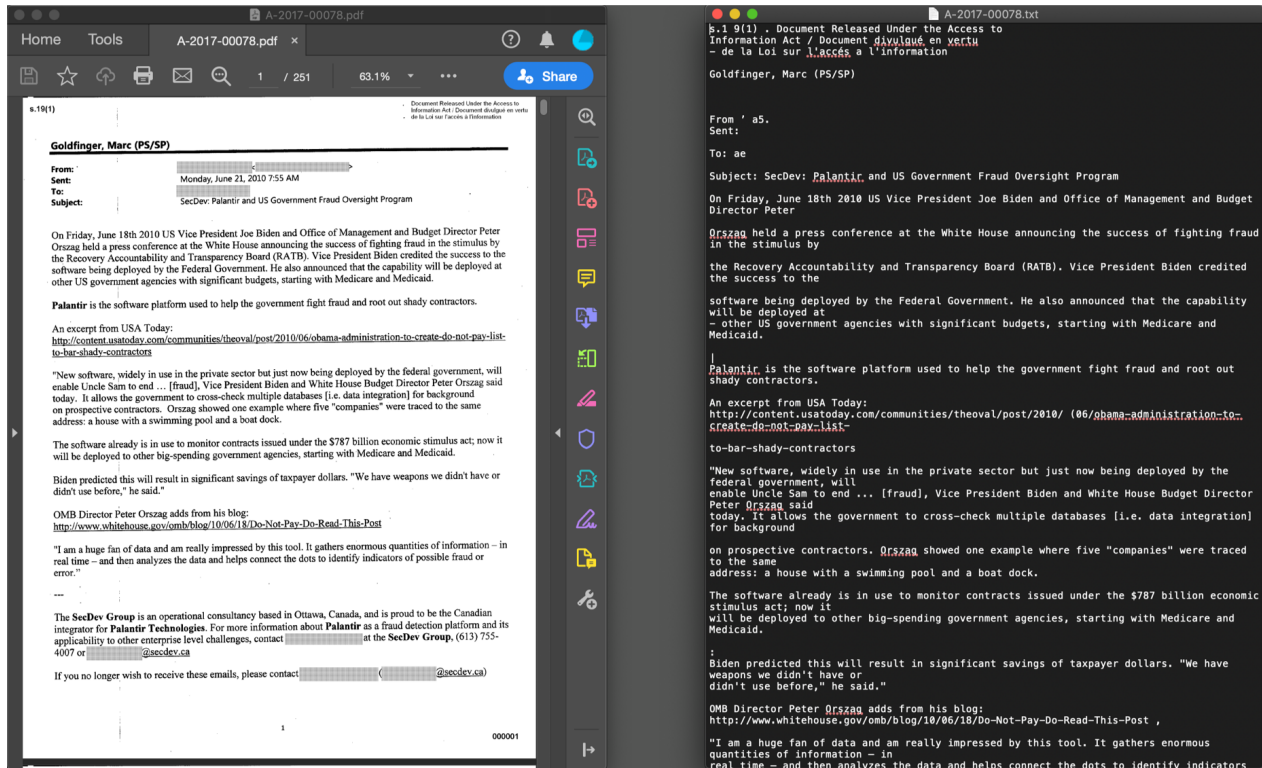 A-2017-00078.pdf
Home Tools A-2017-00078.pdf ×
1 / 251 63.1% Share
s.19(1)
Document Released Under the Access to
Information Act / Document divulgué en vertu
de la Loi sur l'accès à l'information
Goldfinger, Marc (PS/SP)
From: < >
Sent: Monday, June 21, 2010 7:55 AM
To:
Subject: SecDev: Palantir and US Government Fraud Oversight Program
On Friday, June 18th 2010 US Vice President Joe Biden and Office of Management and Budget Director Peter
Orszag held a press conference at the White House announcing the success of fighting fraud in the stimulus by
the Recovery Accountability and Transparency Board (RATB). Vice President Biden credited the success to the
software being deployed by the Federal Government. He also announced that the capability will be deployed at
other US government agencies with significant budgets, starting with Medicare and Medicaid.
Palantir is the software platform used to help the government fight fraud and root out shady contractors.
An excerpt from USA Today:
http://content.usatoday.com/communities/theoval/post/2010/06/obama-administration-to-create-do-not-pay-list-
to-bar-shady-contractors
"New software, widely in use in the private sector but just now being deployed by the federal government, will
enable Uncle Sam to end ... [fraud], Vice President Biden and White House Budget Director Peter Orszag said
today. It allows the government to cross-check multiple databases [i.e. data integration] for background
on prospective contractors. Orszag showed one example where five "companies" were traced to the same
address: a house with a swimming pool and a boat dock.
The software already is in use to monitor contracts issued under the $787 billion economic stimulus act; now it
will be deployed to other big-spending government agencies, starting with Medicare and Medicaid.
Biden predicted this will result in significant savings of taxpayer dollars. "We have weapons we didn't have or
didn't use before," he said."
OMB Director Peter Orszag adds from his blog:
http://www.whitehouse.gov/omb/blog/10/06/18/Do-Not-Pay-Do-Read-This-Post
"I am a huge fan of data and am really impressed by this tool. It gathers enormous quantities of information – in
real time – and then analyzes the data and helps connect the dots to identify indicators of possible fraud or
error."
---
The SecDev Group is an operational consultancy based in Ottawa, Canada, and is proud to be the Canadian
integrator for Palantir Technologies. For more information about Palantir as a fraud detection platform and its
applicability to other enterprise level challenges, contact at the SecDev Group, (613) 755-
4007 or @secdev.ca
If you no longer wish to receive these emails, please contact ( @secdev.ca)
1
000001
A-2017-00078.txt
s.1 9(1) . Document Released Under the Access to
Information Act / Document divulgué en vertu
– de la Loi sur l'accés a l'information
Goldfinger, Marc (PS/SP)
From ' a5.
Sent:
To: ae
Subject: SecDev: Palantir and US Government Fraud Oversight Program
On Friday, June 18th 2010 US Vice President Joe Biden and Office of Management and Budget
Director Peter
Orszag held a press conference at the White House announcing the success of fighting fraud
in the stimulus by
the Recovery Accountability and Transparency Board (RATB). Vice President Biden credited
the success to the
software being deployed by the Federal Government. He also announced that the capability
will be deployed at
– other US government agencies with significant budgets, starting with Medicare and
Medicaid.
|
Palantir is the software platform used to help the government fight fraud and root out
shady contractors.
An excerpt from USA Today:
http://content.usatoday.com/communities/theoval/post/2010/ (06/obama-administration-to-
create-do-not-pay-list-
to-bar-shady-contractors
"New software, widely in use in the private sector but just now being deployed by the
federal government, will
enable Uncle Sam to end ... [fraud], Vice President Biden and White House Budget Director
Peter Orszag said
today. It allows the government to cross-check multiple databases [i.e. data integration]
for background
on prospective contractors. Orszag showed one example where five "companies" were traced
to the same
address: a house with a swimming pool and a boat dock.
The software already is in use to monitor contracts issued under the $787 billion economic
stimulus act; now it
will be deployed to other big-spending government agencies, starting with Medicare and
Medicaid.
:
Biden predicted this will result in significant savings of taxpayer dollars. "We have
weapons we didn't have or
didn't use before," he said."
OMB Director Peter Orszag adds from his blog:
http://www.whitehouse.gov/omb/blog/10/06/18/Do-Not-Pay-Do-Read-This-Post ,
"I am a huge fan of data and am really impressed by this tool. It gathers enormous
quantities of information – in
real time – and then analyzes the data and helps connect the dots to identify indicators